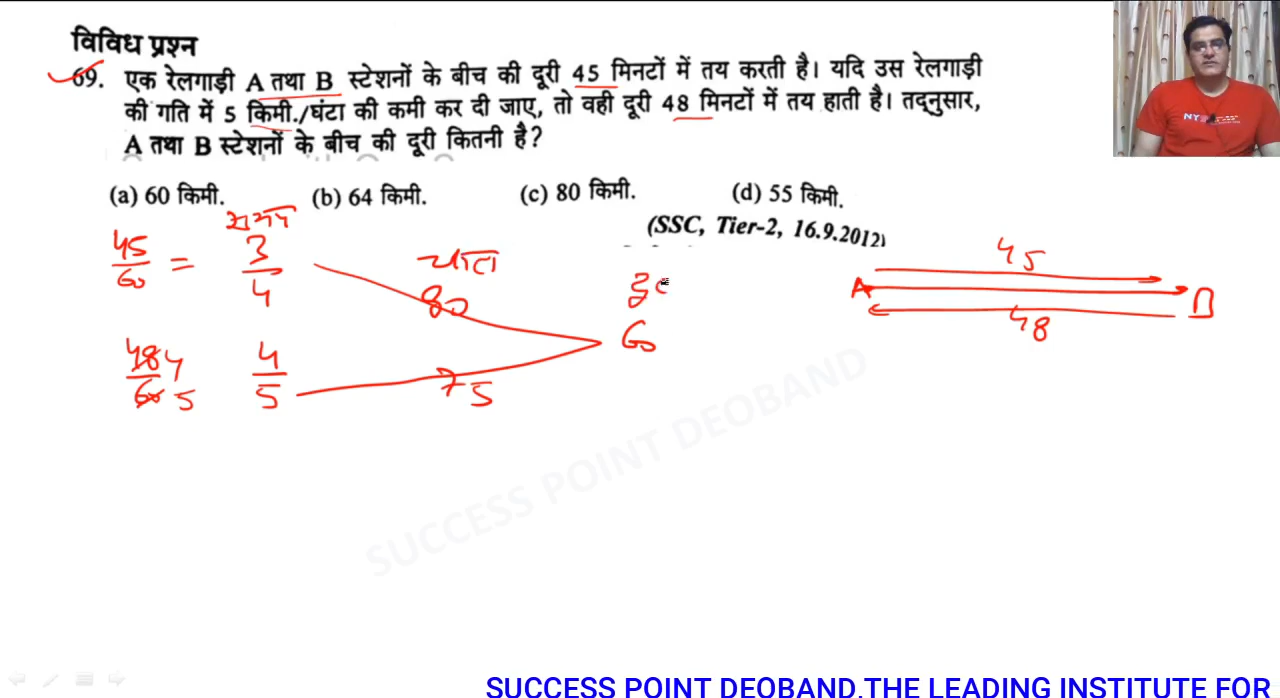 विविध प्रश्न
69. एक रेलगाड़ी A तथा B स्टेशनों के बीच की दूरी 45 मिनटों में तय करती है। यदि उस रेलगाड़ी
की गति में 5 किमी./घंटा की कमी कर दी जाए, तो वही दूरी 48 मिनटों में तय हाती है। तद्नुसार,
A तथा B स्टेशनों के बीच की दूरी कितनी है?
(a) 60 किमी. (b) 64 किमी. (c) 80 किमी. (d) 55 किमी.
(SSC, Tier-2, 16.9.2012)
समय
45/60 = 3/4
चाल
80
60
48/60 4/5 4/5
75
A 45 B
48
NY
SUCCESS POINT DEOBAND
SUCCESS POINT DEOBAND,THE LEADING INSTITUTE FOR